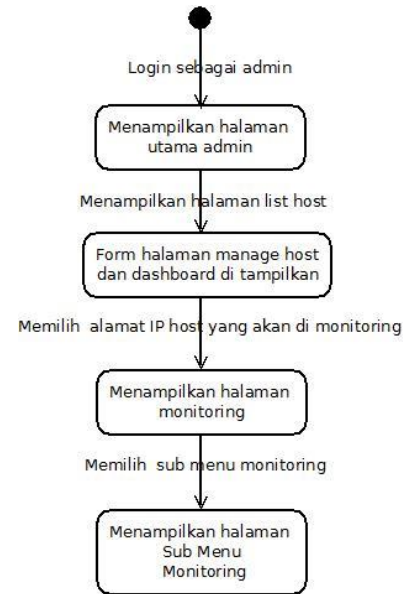 Login sebagai admin
Menampilkan halaman
utama admin
Menampilkan halaman list host
Form halaman manage host
dan dashboard di tampilkan
Memilih alamat IP host yang akan di monitoring
Menampilkan halaman
monitoring
Memilih sub menu monitoring
Menampilkan halaman
Sub Menu
Monitoring